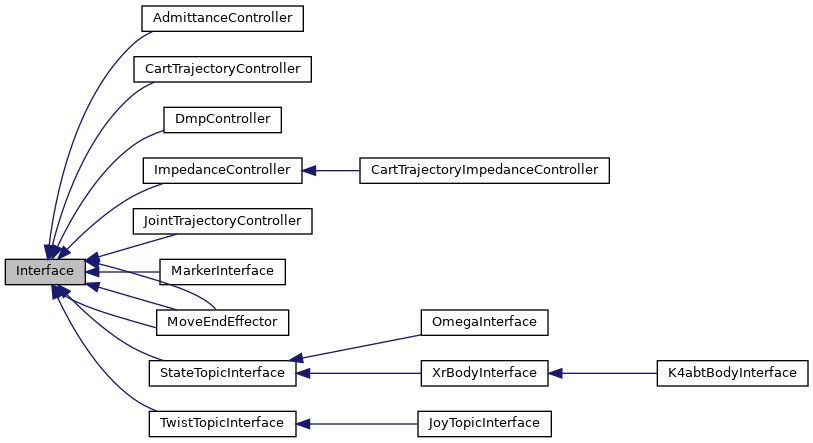 AdmittanceController
CartTrajectoryController
DmpController
ImpedanceController
CartTrajectoryImpedanceController
JointTrajectoryController
Interface
MarkerInterface
MoveEndEffector
OmegaInterface
StateTopicInterface
XrBodyInterface
K4abtBodyInterface
TwistTopicInterface
JoyTopicInterface